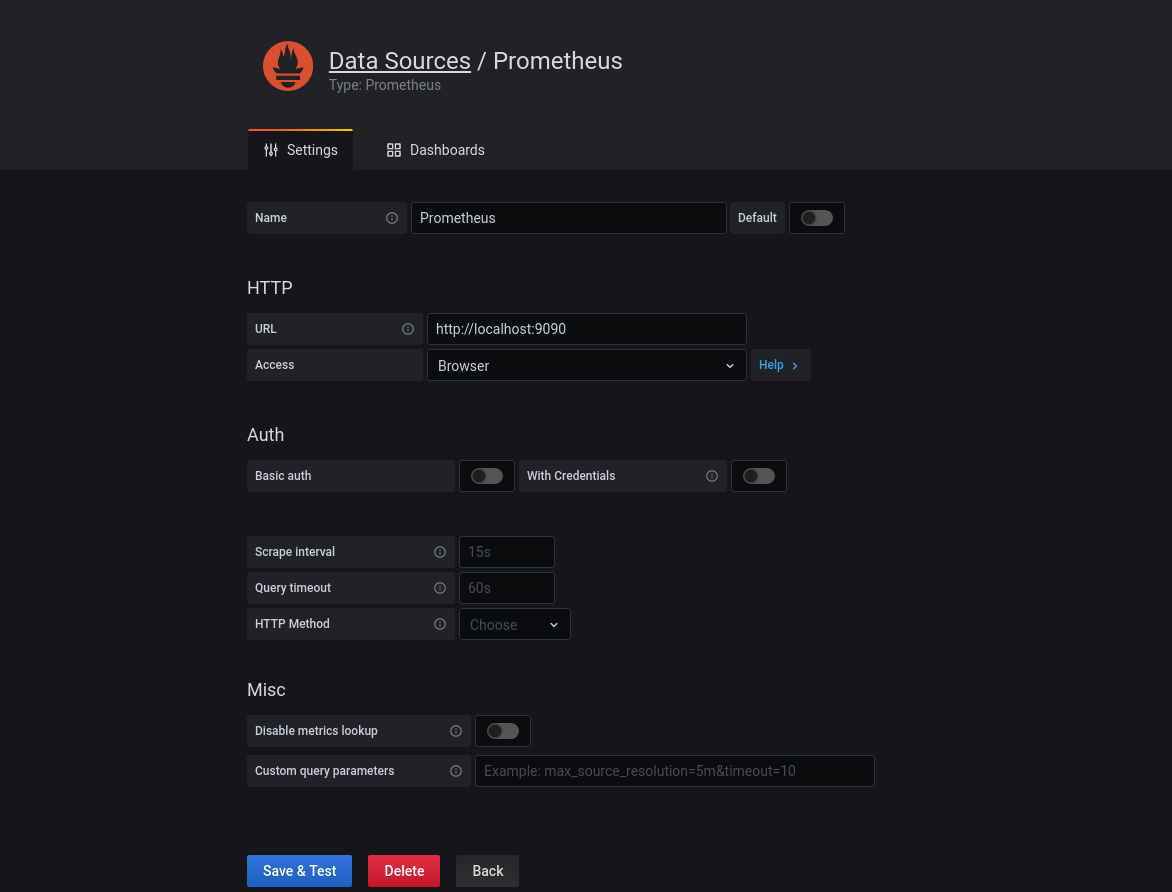 Data Sources / Prometheus
Type: Prometheus
Settings Dashboards
Name Prometheus Default
HTTP
URL http://localhost:9090
Access Browser Help
Auth
Basic auth With Credentials
Scrape interval 15s
Query timeout 60s
HTTP Method Choose
Misc
Disable metrics lookup
Custom query parameters Example: max_source_resolution=5m&timeout=10
Save & Test Delete Back